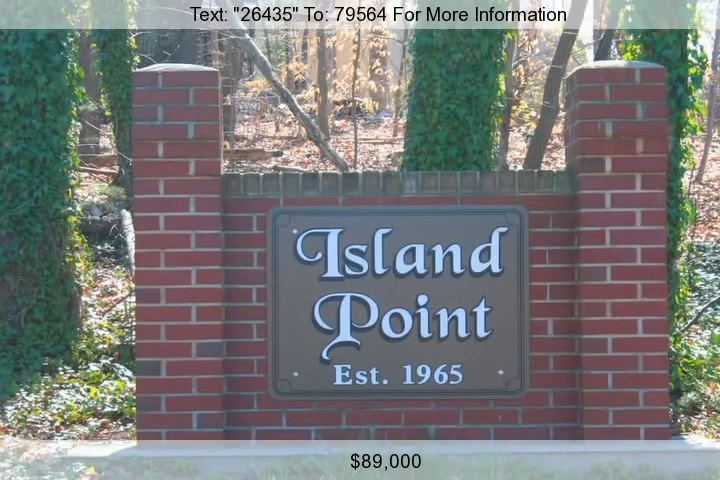 Text: "26435" To: 79564 For More Information
Island
Point
Est. 1965
$89,000